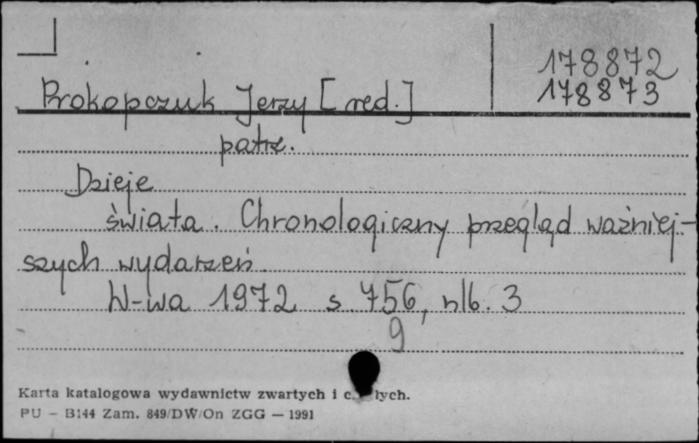 178872
Prokopczuk Jerzy [red.] 178873
patrz.
Dzieje
świata. Chronologiczny przegląd ważniej-
szych wydarzeń.
W-wa 1972 s. 756, nlb. 3
9
Karta katalogowa wydawnictw zwartych i lych.
PU – B144 Zam. 849/DW/On ZGG — 1991